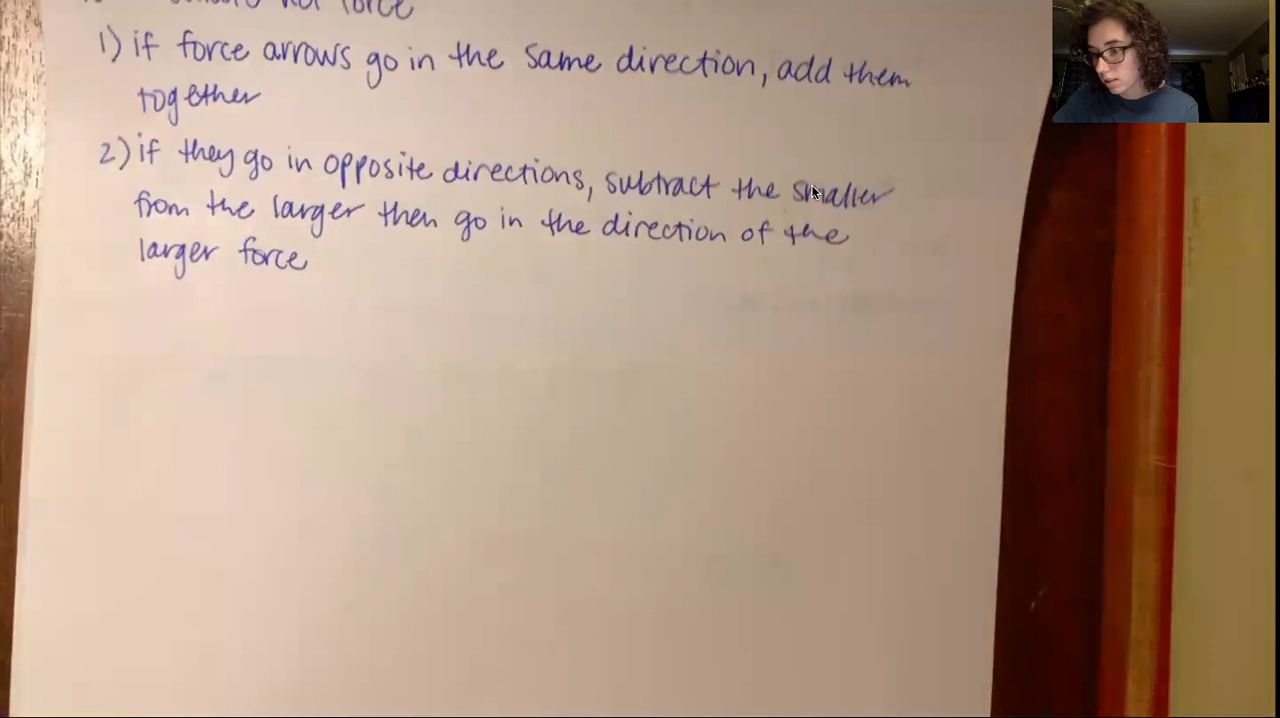 force
1) if force arrows go in the same direction, add them
together
2) if they go in opposite directions, subtract the smaller
from the larger then go in the direction of the
larger force